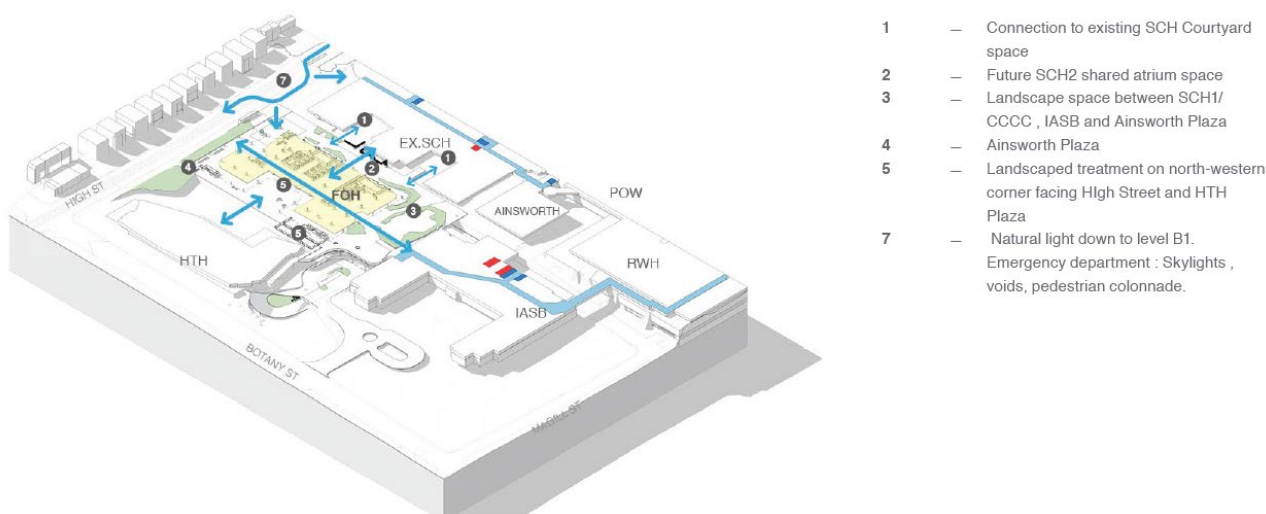 7
1
EX.SCH
1
2
4
5
FOH
HIGH ST
3
POW
AINSWORTH
5
HTH
RWH
IASB
BOTANY ST
MAGILL ST
1 — Connection to existing SCH Courtyard
space
2 — Future SCH2 shared atrium space
3 — Landscape space between SCH1/
CCCC , IASB and Ainsworth Plaza
4 — Ainsworth Plaza
5 — Landscaped treatment on north-western
corner facing HIgh Street and HTH
Plaza
7 — Natural light down to level B1.
Emergency department : Skylights ,
voids, pedestrian colonnade.